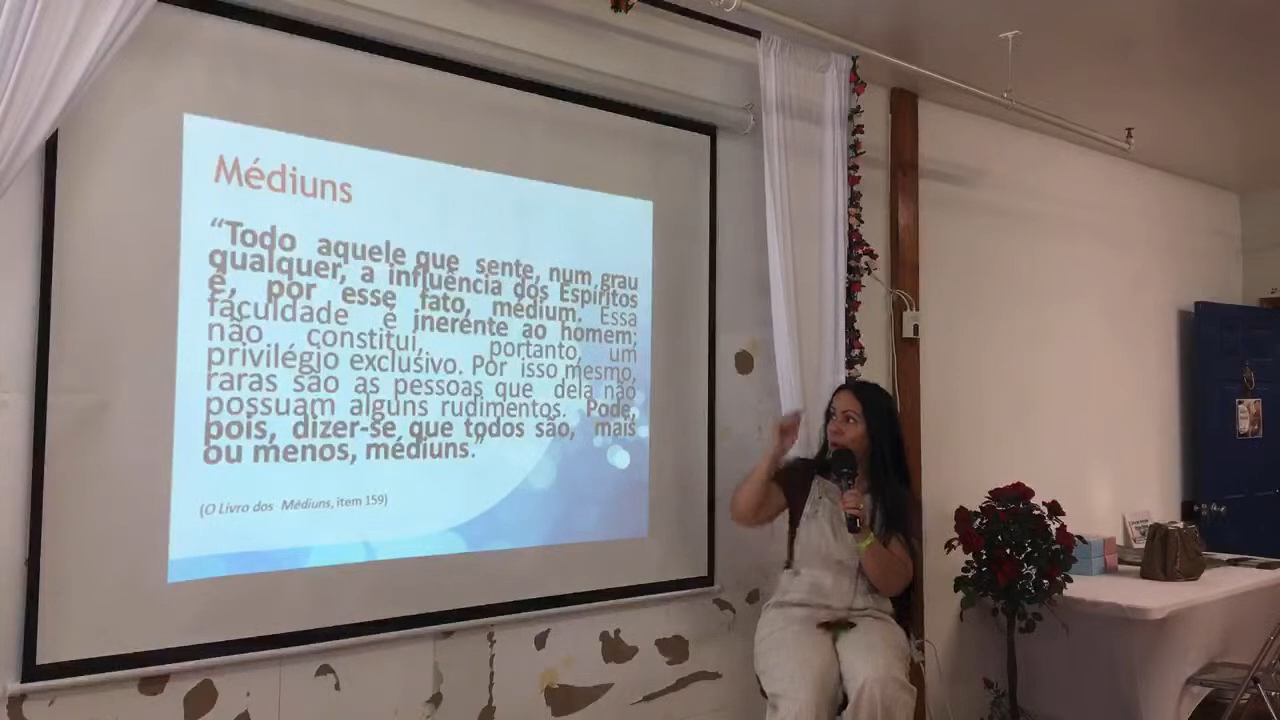 Médiuns
“Todo aquele que sente, num grau
qualquer, a influência dos Espíritos
é, por esse fato, médium. Essa
faculdade é inerente ao homem;
não constitui, portanto, um
privilégio exclusivo. Por isso mesmo,
raras são as pessoas que dela não
possuam alguns rudimentos. Pode,
pois, dizer-se que todos são, mais
ou menos, médiuns.”
(O Livro dos Médiuns, item 159)